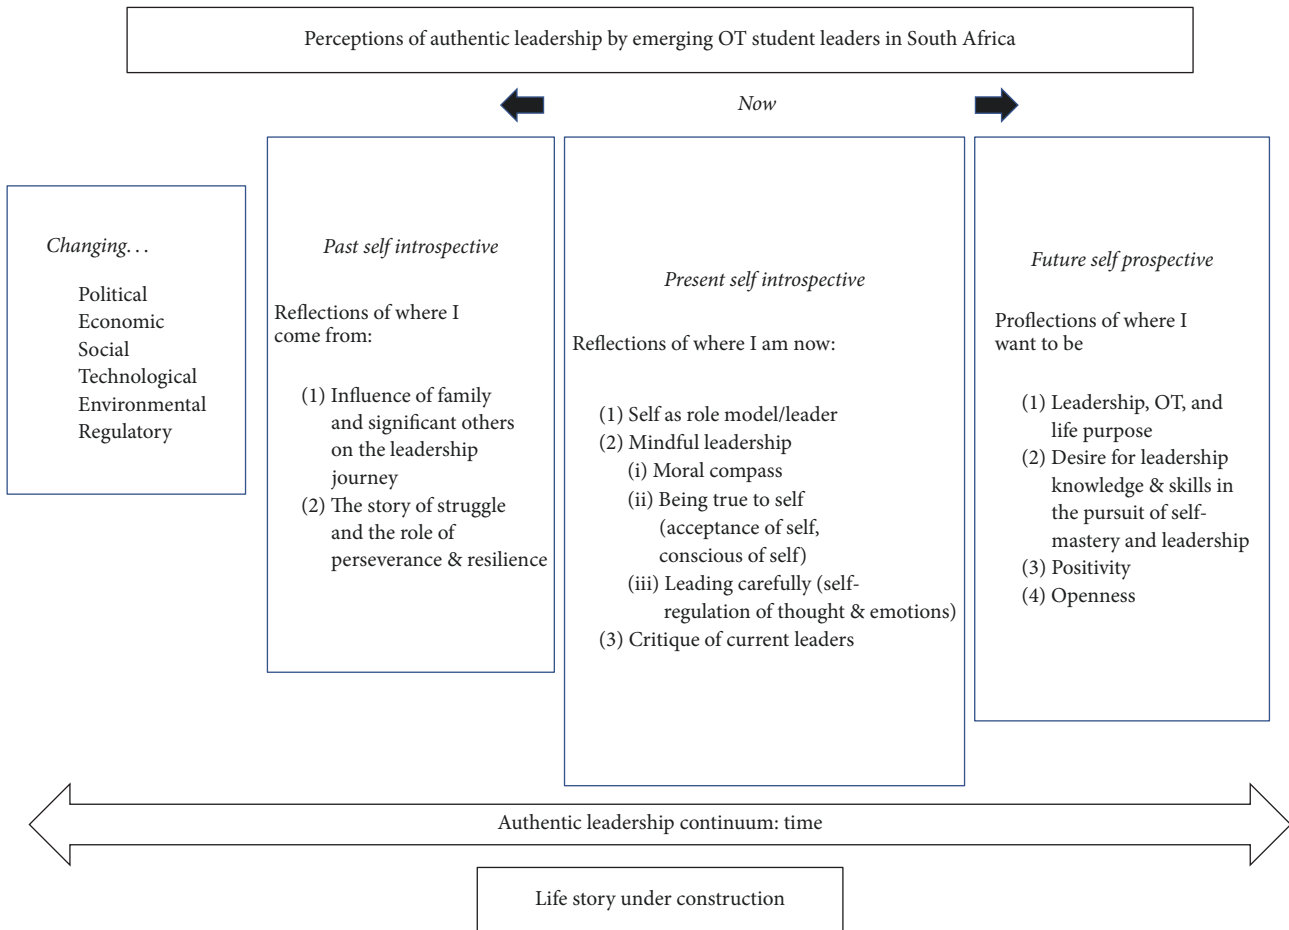 Perceptions of authentic leadership by emerging OT student leaders in South Africa
Now
Changing...
Political
Economic
Social
Technological
Environmental
Regulatory
Past self introspective
Reflections of where I
come from:
(1) Influence of family
and significant others
on the leadership
journey
(2) The story of struggle
and the role of
perseverance & resilience
Present self introspective
Reflections of where I am now:
(1) Self as role model/leader
(2) Mindful leadership
(i) Moral compass
(ii) Being true to self
(acceptance of self,
conscious of self)
(iii) Leading carefully (self-
regulation of thought & emotions)
(3) Critique of current leaders
Future self prospective
Proflections of where I
want to be
(1) Leadership, OT, and
life purpose
(2) Desire for leadership
knowledge & skills in
the pursuit of self-
mastery and leadership
(3) Positivity
(4) Openness
Authentic leadership continuum: time
Life story under construction